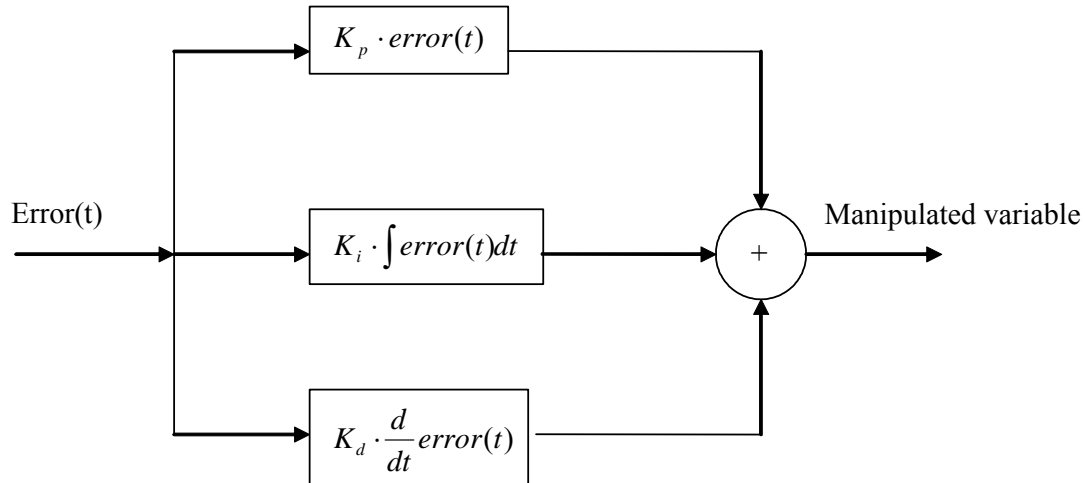 K_p · error(t)
Error(t)
K_i · ∫ error(t)dt
+
Manipulated variable
K_d · d/dt error(t)